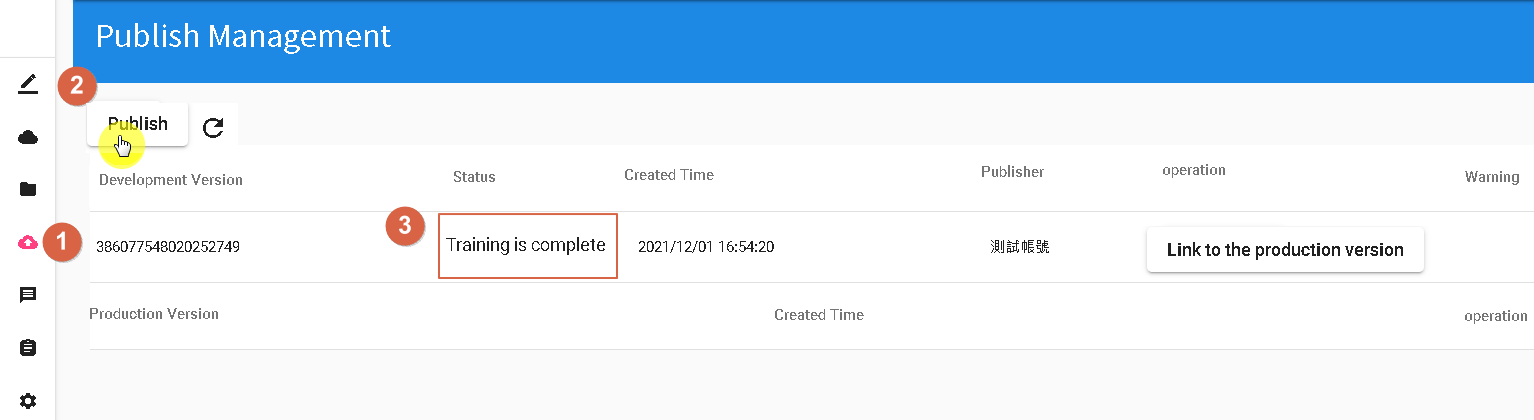 Publish Management
2
Publish
Development Version Status Created Time Publisher operation Warning
1 386077548020252749 3 Training is complete 2021/12/01 16:54:20 測試帳號 Link to the production version
Production Version Created Time operation